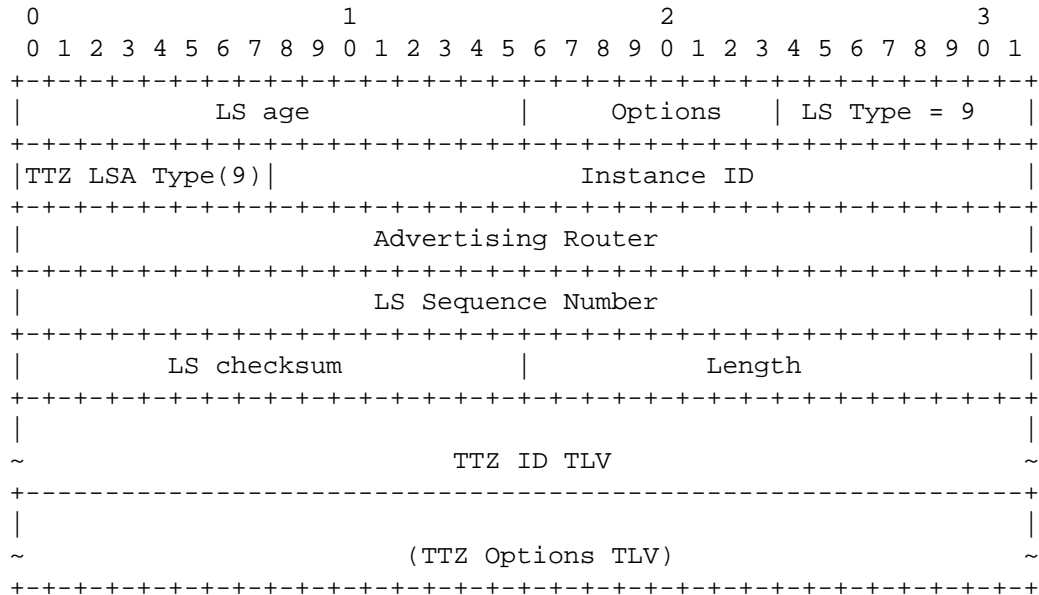 0                   1                   2                   3
 0 1 2 3 4 5 6 7 8 9 0 1 2 3 4 5 6 7 8 9 0 1 2 3 4 5 6 7 8 9 0 1
+-+-+-+-+-+-+-+-+-+-+-+-+-+-+-+-+-+-+-+-+-+-+-+-+-+-+-+-+-+-+-+-+
|            LS age             |     Options   | LS Type = 9   |
+-+-+-+-+-+-+-+-+-+-+-+-+-+-+-+-+-+-+-+-+-+-+-+-+-+-+-+-+-+-+-+-+
|TTZ LSA Type(9)|                   Instance ID                 |
+-+-+-+-+-+-+-+-+-+-+-+-+-+-+-+-+-+-+-+-+-+-+-+-+-+-+-+-+-+-+-+-+
|                      Advertising Router                       |
+-+-+-+-+-+-+-+-+-+-+-+-+-+-+-+-+-+-+-+-+-+-+-+-+-+-+-+-+-+-+-+-+
|                      LS Sequence Number                       |
+-+-+-+-+-+-+-+-+-+-+-+-+-+-+-+-+-+-+-+-+-+-+-+-+-+-+-+-+-+-+-+-+
|         LS checksum           |           Length              |
+-+-+-+-+-+-+-+-+-+-+-+-+-+-+-+-+-+-+-+-+-+-+-+-+-+-+-+-+-+-+-+-+
|                                                               |
~                           TTZ ID TLV                          ~
+---------------------------------------------------------------+
|                                                               |
~                        (TTZ Options TLV)                      ~
+-+-+-+-+-+-+-+-+-+-+-+-+-+-+-+-+-+-+-+-+-+-+-+-+-+-+-+-+-+-+-+-+